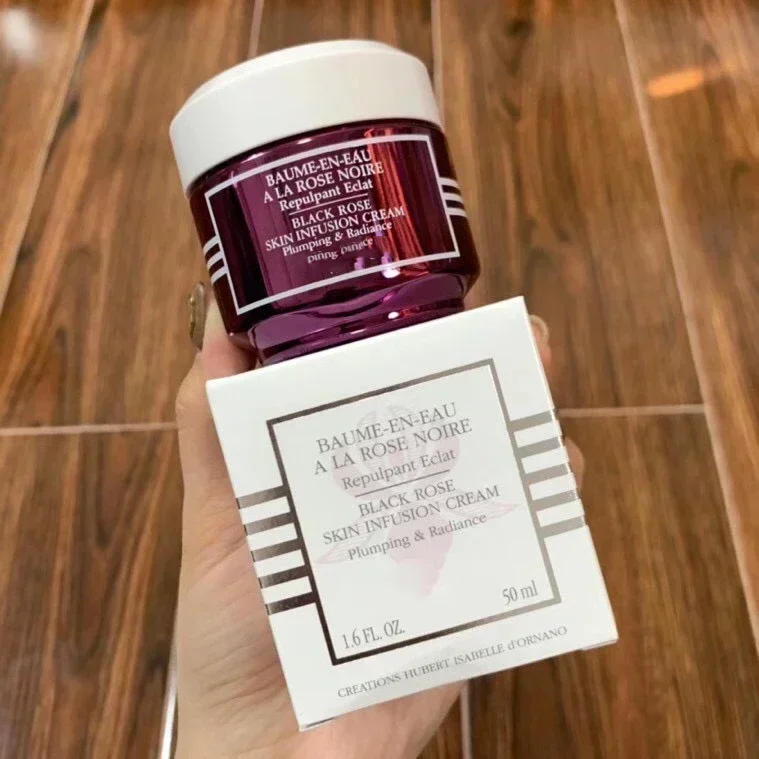 BAUME-EN-EAU
A LA ROSE NOIRE
Repulpant Eclat
BLACK ROSE
SKIN INFUSION CREAM
Plumping & Radiance
BAUME-EN-EAU
A LA ROSE NOIRE
Repulpant Eclat
BLACK ROSE
SKIN INFUSION CREAM
Plumping & Radiance
1.6 FL. OZ.
50 ml
CREATIONS HUBERT ISABELLE d'ORNANO